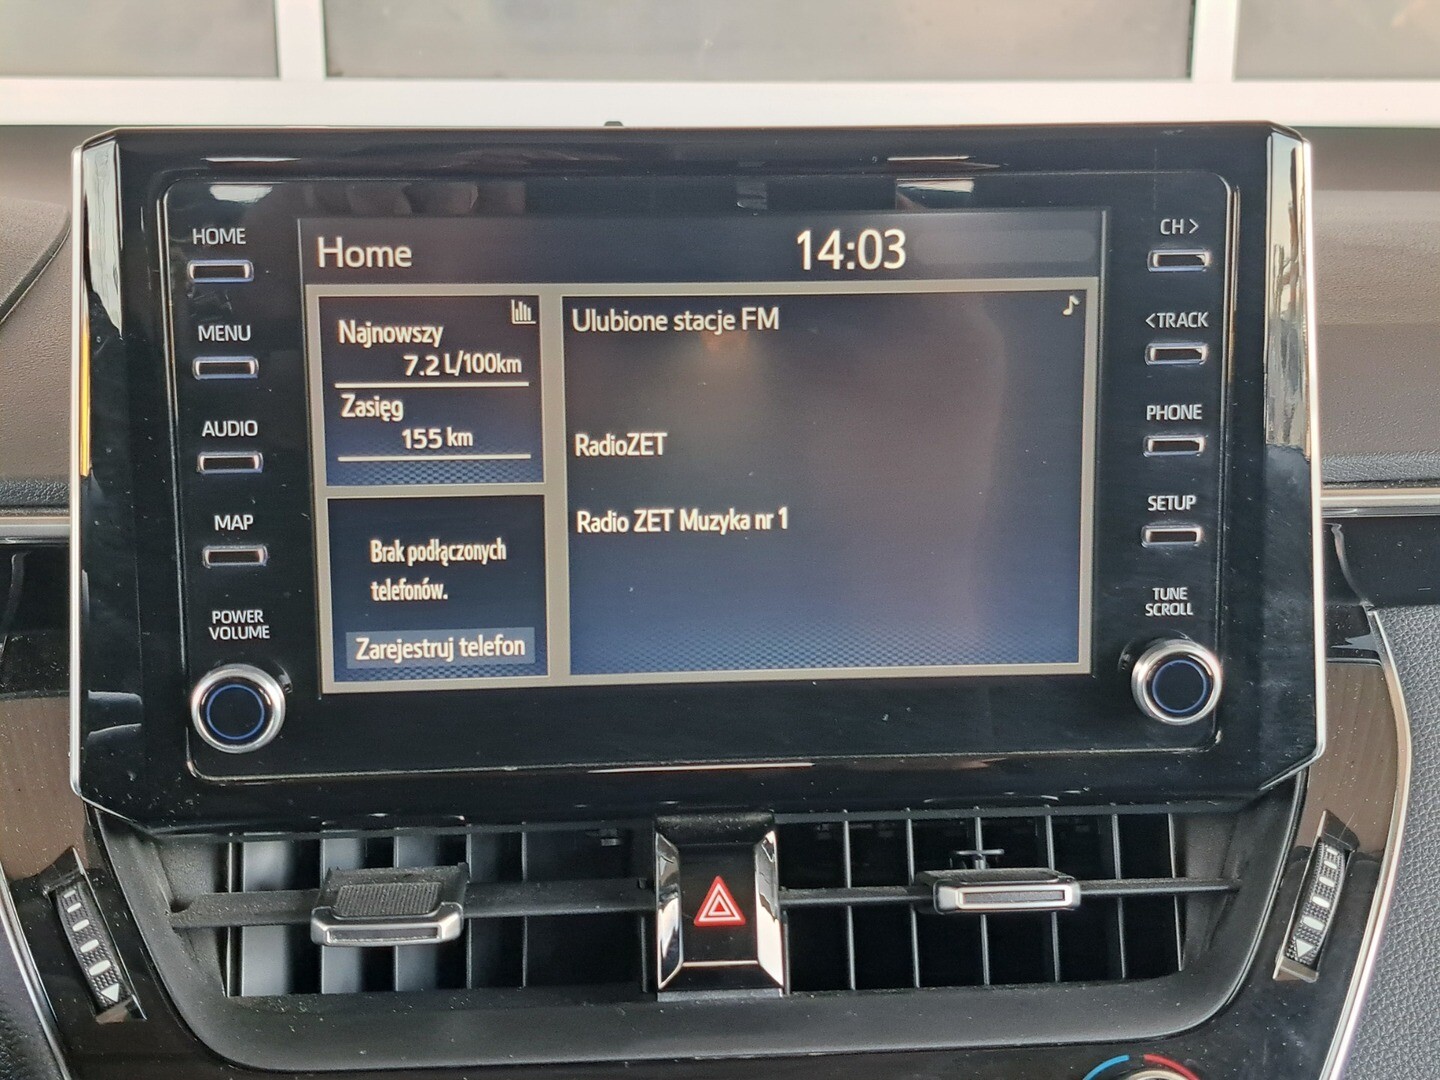 HOME
MENU
AUDIO
MAP
POWER
VOLUME
Home
14:03
Najnowszy
7.2 L/100km
Zasięg
155 km
Brak podłączonych
telefonów.
Zarejestruj telefon
Ulubione stacje FM
RadioZET
Radio ZET Muzyka nr 1
CH >
< TRACK
PHONE
SETUP
TUNE
SCROLL